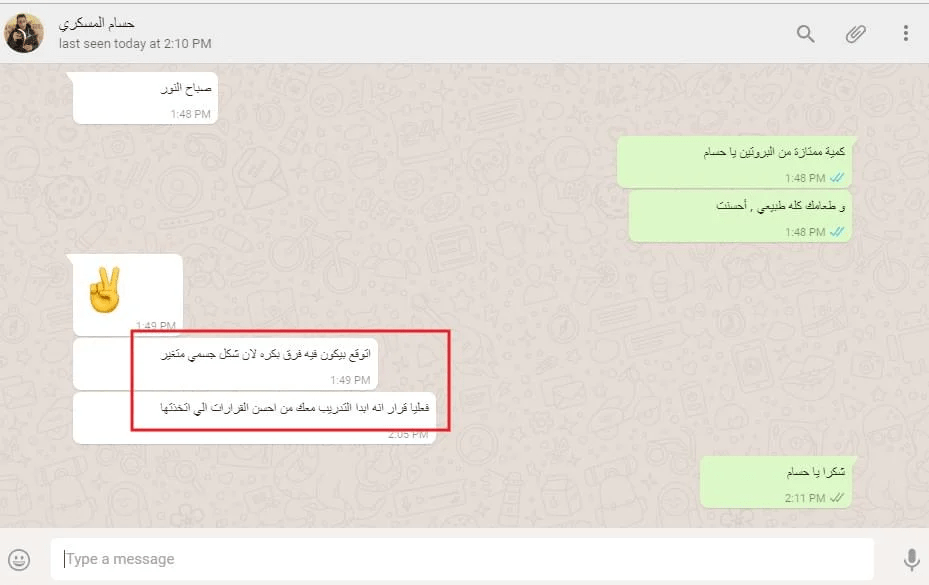 حسام المسكري
last seen today at 2:10 PM
صباح النور
1:48 PM
كمية ممتازة من البروتين يا حسام
1:48 PM
و طعامك كله طبيعي , أحسنت
1:48 PM
1:49 PM
اتوقع بيكون فيه فرق بكره لان شكل جسمي متغير
1:49 PM
فعليا قرار انه ابدا التدريب معك من احسن القرارات الي اتخذتها
2:05 PM
شكرا يا حسام
2:11 PM
Type a message